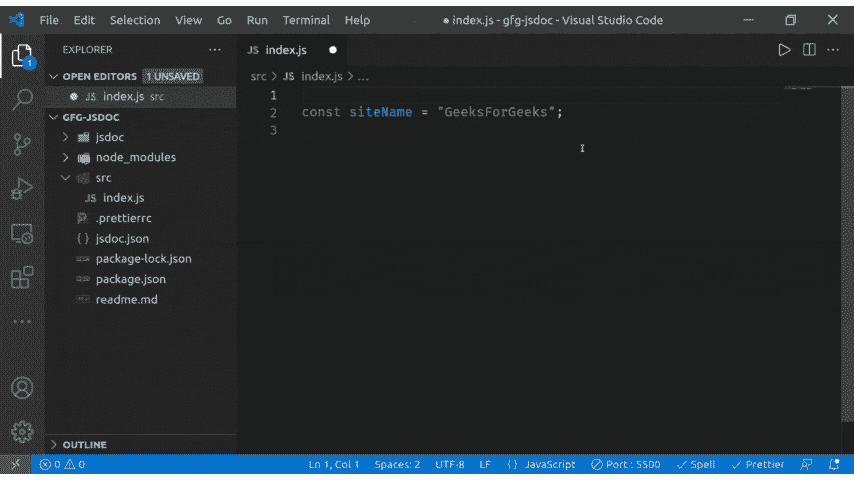 File Edit Selection View Go Run Terminal Help ● index.js - gfg-jsdoc - Visual Studio Code
EXPLORER ···
JS index.js ●
OPEN EDITORS 1 UNSAVED
src > JS index.js > ...
● JS index.js src
1
GFG-JSDOC
2 const siteName = "GeeksForGeeks";
jsdoc
3
node_modules
src
JS index.js
.prettierrc
{ } jsdoc.json
package-lock.json
package.json
readme.md
OUTLINE
0 0 Ln 1, Col 1 Spaces: 2 UTF-8 LF { } JavaScript Port : 5500 Spell Prettier
1